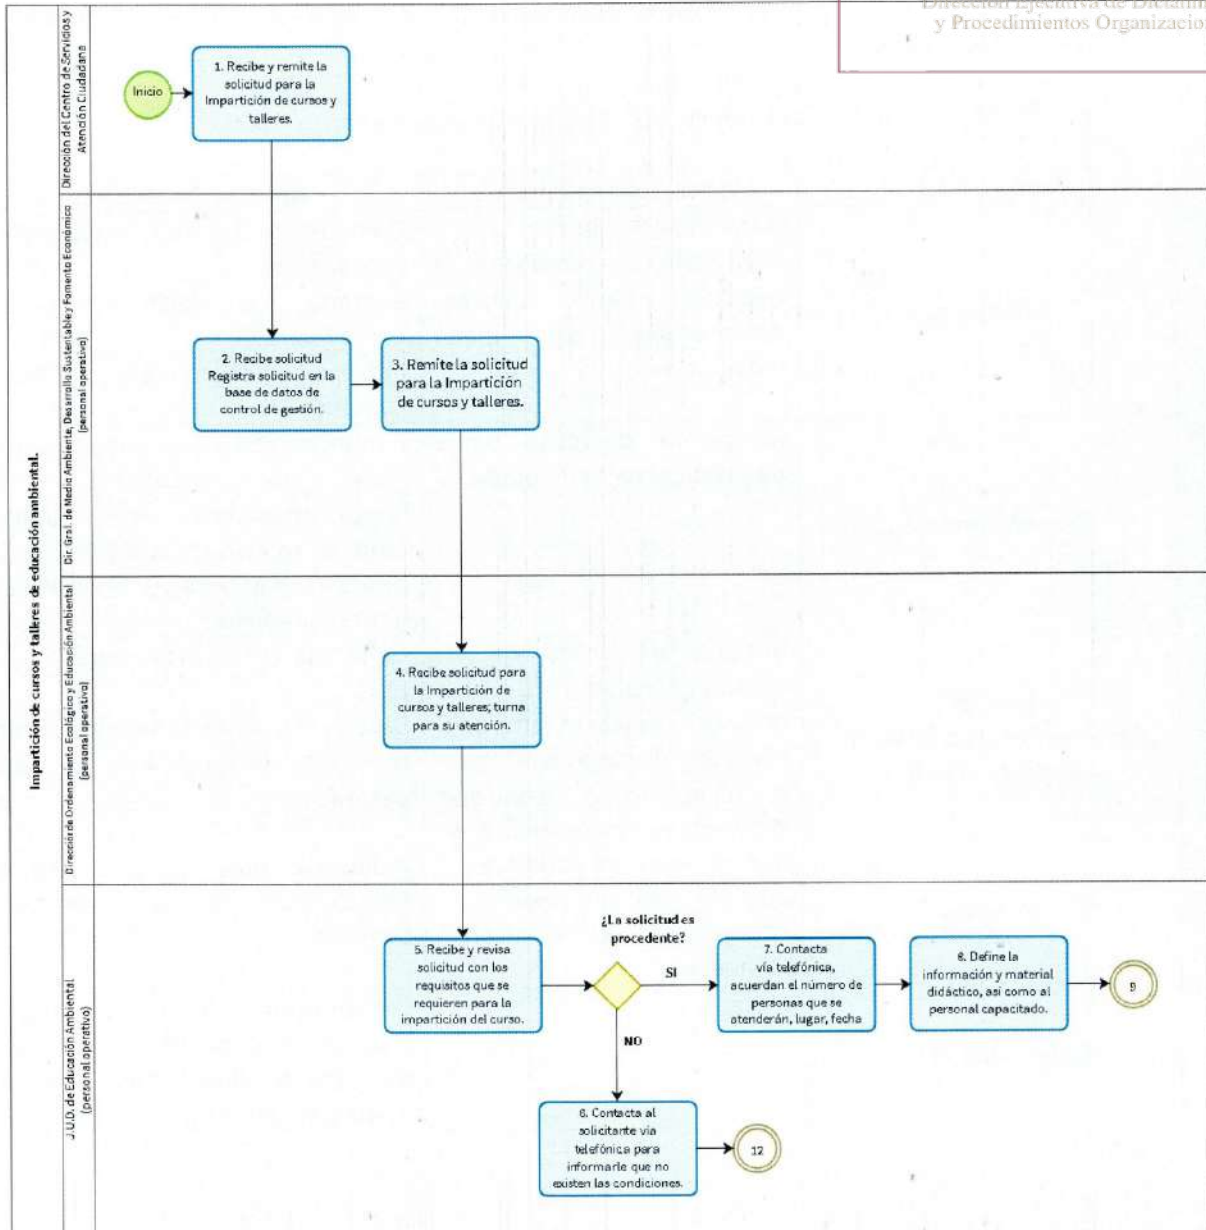 Dirección Ejecutiva de
y Procedimientos
Impartición de cursos y talleres de educación ambiental.
Dirección del Centro de Servicios y
Atención Ciudadana
Inicio
1. Recibe y remite la
solicitud para la
Impartición de cursos y
talleres.
Dir. Gral. de Medio Ambiente, Desarrollo Sustentable y Fomento Económico
(personal operativo)
2. Recibe solicitud
Registra solicitud en la
base de datos de
control de gestión.
3. Remite la solicitud
para la Impartición
de cursos y talleres.
Dirección de Ordenamiento Ecológico y Educación Ambiental
(personal operativo)
4. Recibe solicitud para
la Impartición de
cursos y talleres; turna
para su atención.
J.U.D. de Educación Ambiental
(personal operativo)
5. Recibe y revisa
solicitud con los
requisitos que se
requieren para la
impartición del curso.
¿La solicitud es
procedente?
SI
NO
7. Contacta
vía telefónica,
acuerdan el número de
personas que se
atenderán, lugar, fecha
8. Define la
información y material
didáctico, así como al
personal capacitado.
9
6. Contacta al
solicitante vía
telefónica para
informarle que no
existen las condiciones.
12